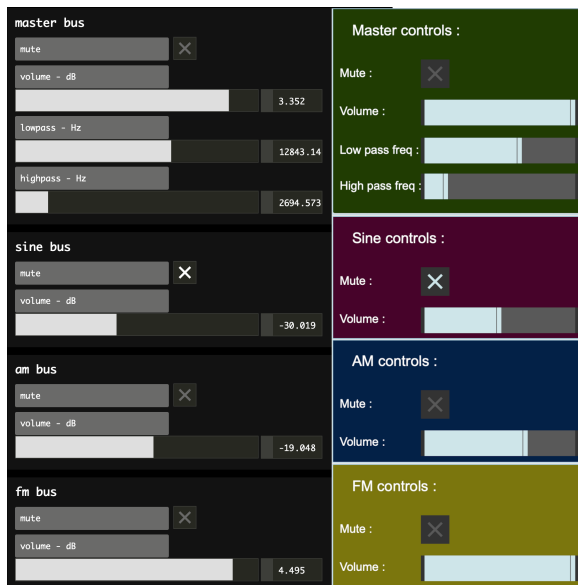 master bus
mute
volume - dB
3.352
lowpass - Hz
12843.14
highpass - Hz
2694.573
sine bus
mute
volume - dB
-30.019
am bus
mute
volume - dB
-19.048
fm bus
mute
volume - dB
4.495
Master controls :
Mute :
Volume :
Low pass freq :
High pass freq :
Sine controls :
Mute :
Volume :
AM controls :
Mute :
Volume :
FM controls :
Mute :
Volume :